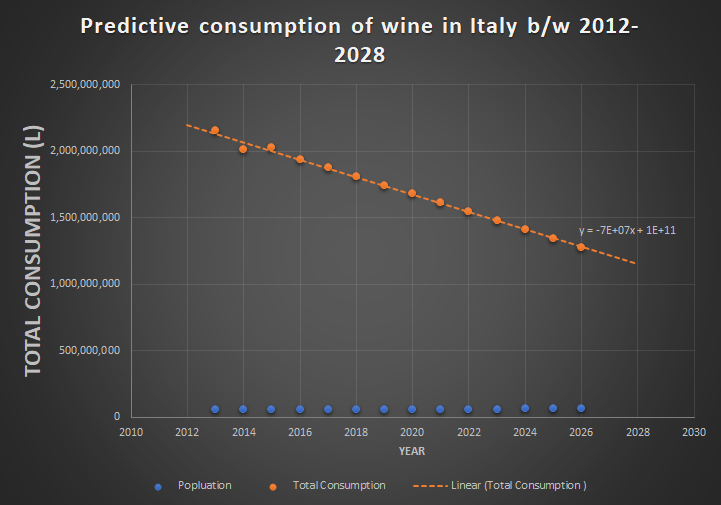 Predictive consumption of wine in Italy b/w 2012-
2028
TOTAL CONSUMPTION (L)
2,500,000,000
2,000,000,000
1,500,000,000
1,000,000,000
500,000,000
0
y = -7E+07x + 1E+11
2010 2012 2014 2016 2018 2020 2022 2024 2026 2028 2030
YEAR
Popluation Total Consumption Linear (Total Consumption )